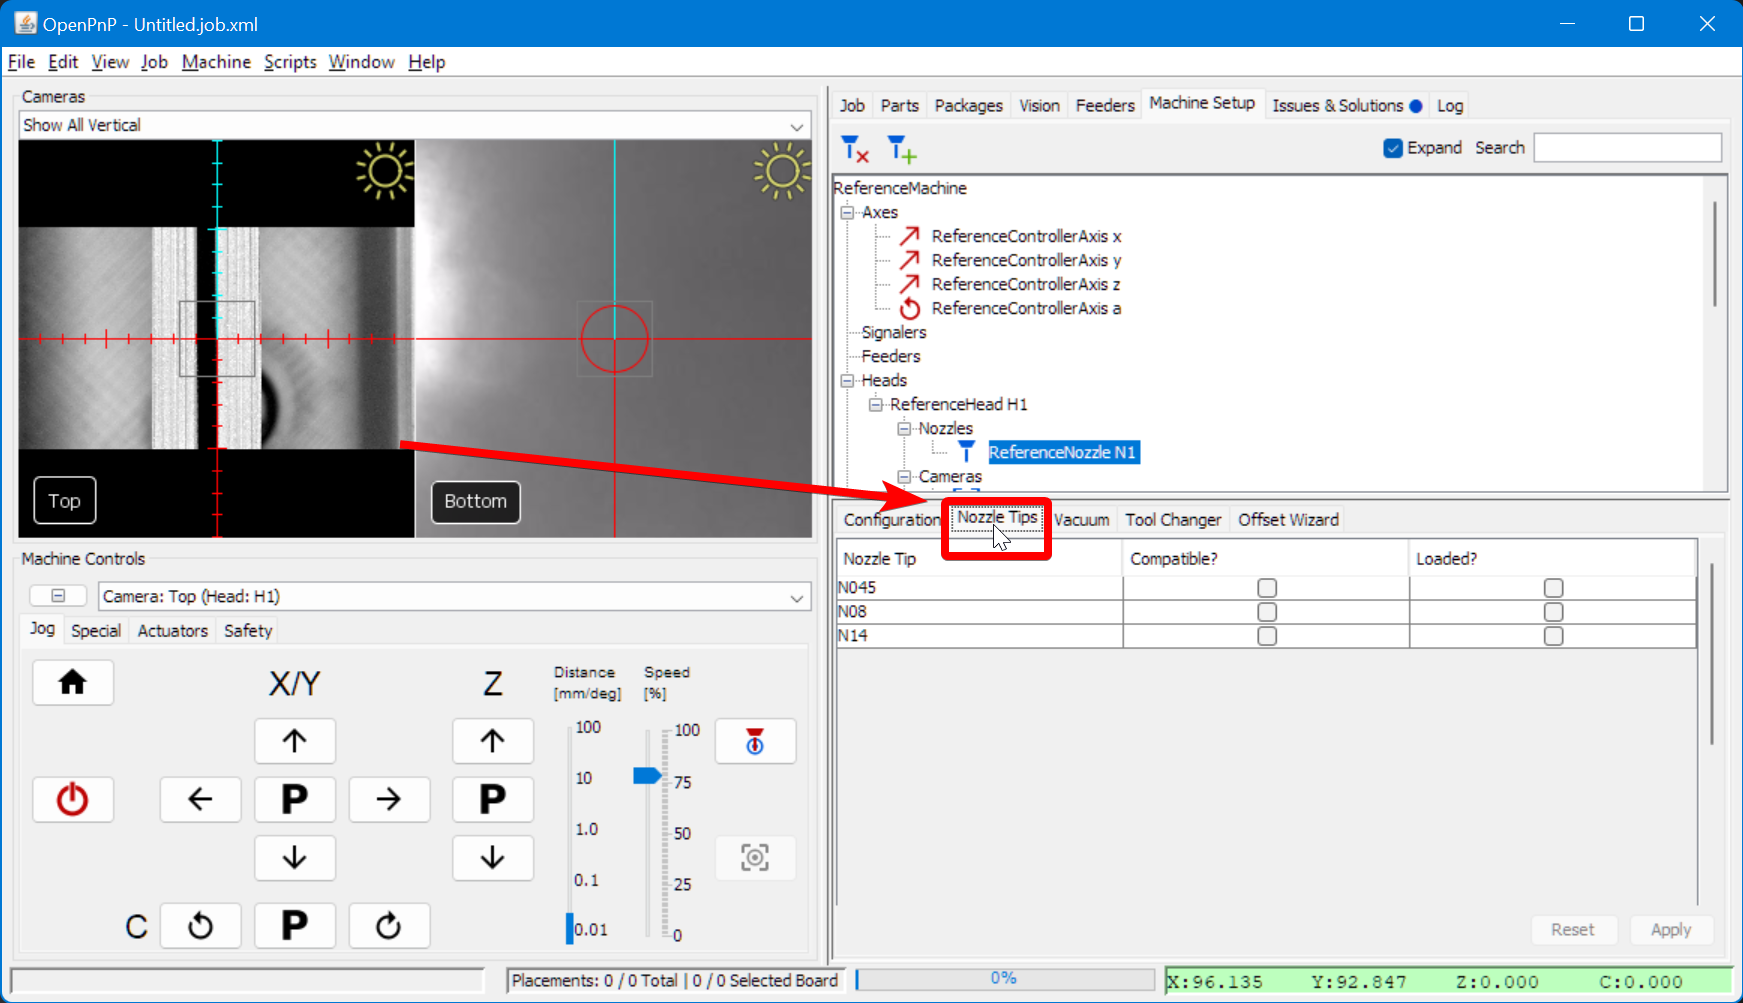 OpenPnP - Untitled.job.xml
File Edit View Job Machine Scripts Window Help
Cameras
Show All Vertical
Top
Bottom
Machine Controls
Camera: Top (Head: H1)
Jog Special Actuators Safety
X/Y Z Distance Speed
[mm/deg] [%]
100 100
10 75
P P
1.0 50
0.1 25
C P 0.01 0
Job Parts Packages Vision Feeders Machine Setup Issues & Solutions Log
Expand Search
ReferenceMachine
Axes
ReferenceControllerAxis x
ReferenceControllerAxis y
ReferenceControllerAxis z
ReferenceControllerAxis a
Signalers
Feeders
Heads
ReferenceHead H1
Nozzles
ReferenceNozzle N1
Cameras
Configuration Nozzle Tips Vacuum Tool Changer Offset Wizard
Nozzle Tip Compatible? Loaded?
N045
N08
N14
Reset Apply
Placements: 0 / 0 Total | 0 / 0 Selected Board 0% X:96.135 Y:92.847 Z:0.000 C:0.000